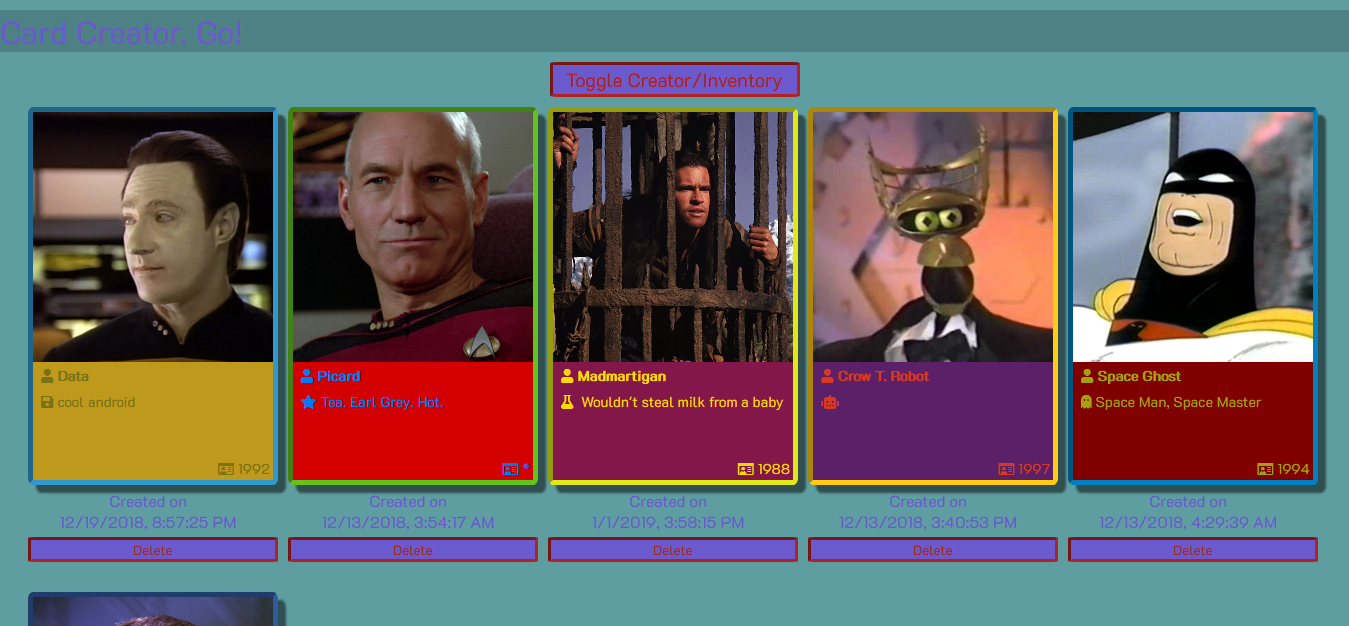 Card Creator. Go!
Toggle Creator/Inventory
Data
cool android
1992
Created on
12/19/2018, 8:57:25 PM
Delete
Picard
Tea. Earl Grey. Hot.
*
Created on
12/13/2018, 3:54:17 AM
Delete
Madmartigan
Wouldn't steal milk from a baby
1988
Created on
1/1/2019, 3:58:15 PM
Delete
Crow T. Robot
1997
Created on
12/13/2018, 3:40:53 PM
Delete
Space Ghost
Space Man, Space Master
1994
Created on
12/13/2018, 4:29:39 AM
Delete